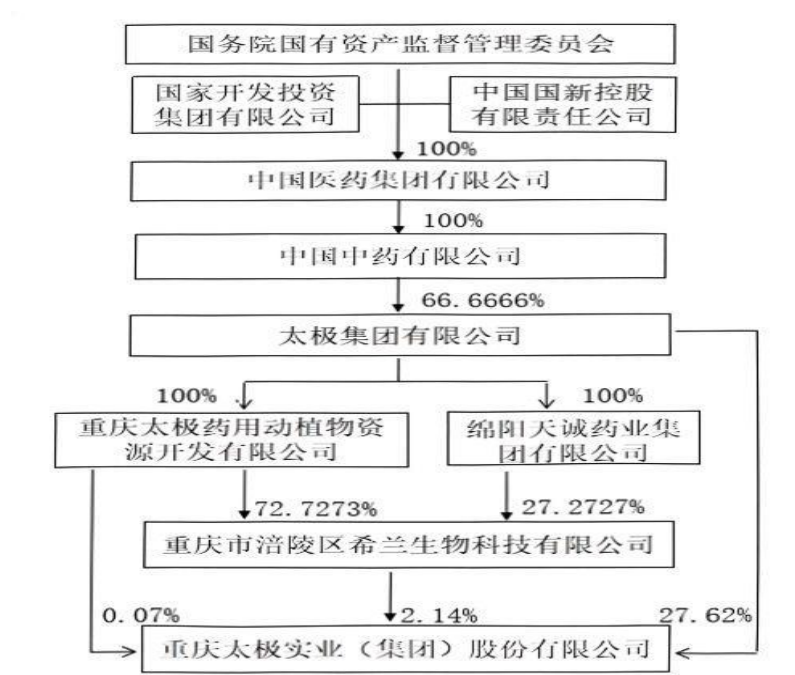 国务院国有资产监督管理委员会
国家开发投资
集团有限公司
中国国新控股
有限责任公司
100%
中国医药集团有限公司
100%
中国中药有限公司
66.6666%
太极集团有限公司
100%
100%
重庆太极药用动植物资
源开发有限公司
绵阳天诚药业集
团有限公司
72.7273%
27.2727%
重庆市涪陵区希兰生物科技有限公司
0.07%
2.14%
27.62%
重庆太极实业（集团）股份有限公司